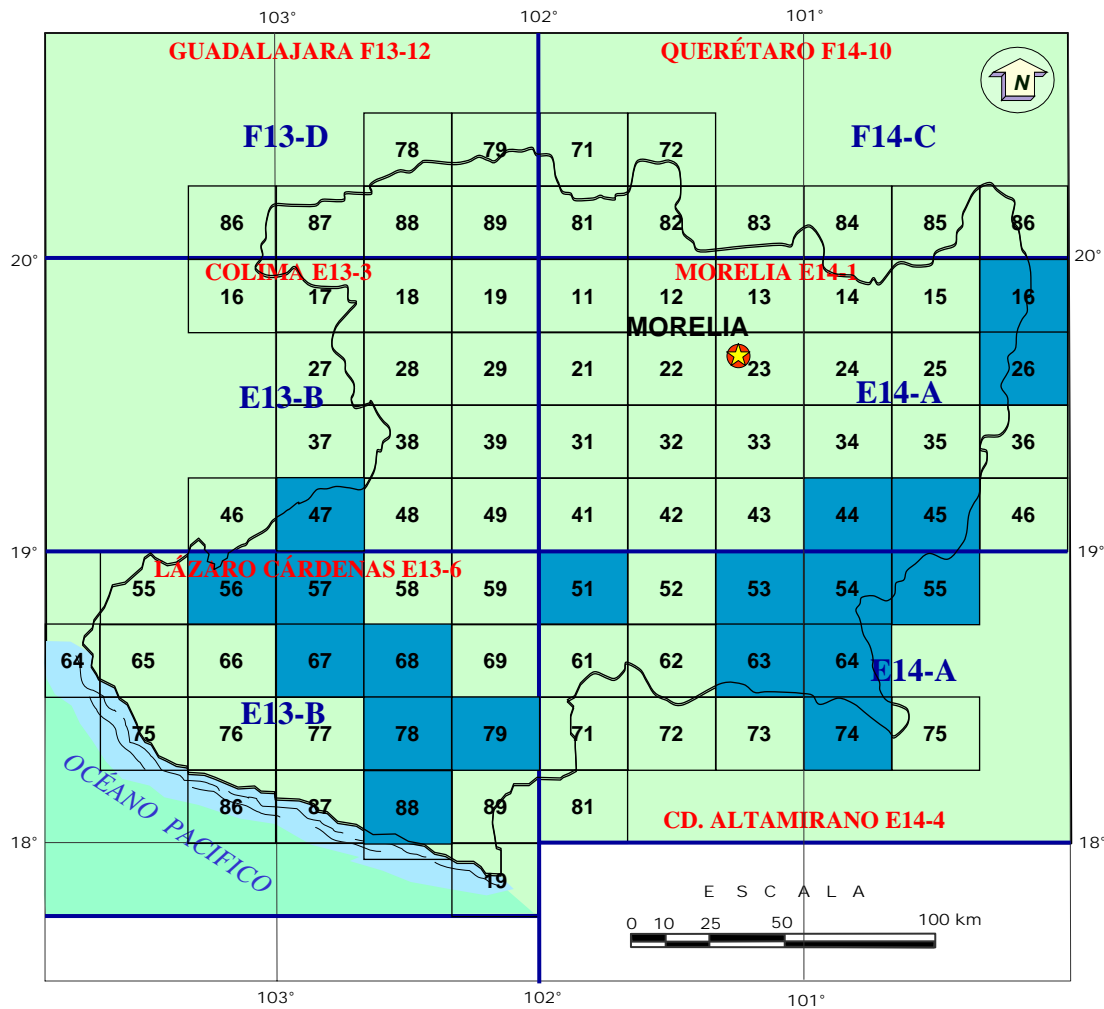 103° 102° 101°
GUADALAJARA F13-12 QUERÉTARO F14-10
N
F13-D F14-C
78 79 71 72
86 87 88 89 81 82 83 84 85 86
20° 20°
COLIMA E13-3 MORELIA E14-1
16 17 18 19 11 12 13 14 15 16
MORELIA
27 28 29 21 22 23 24 25 26
E13-B E14-A
37 38 39 31 32 33 34 35 36
46 47 48 49 41 42 43 44 45 46
19° 19°
LÁZARO CÁRDENAS E13-6
55 56 57 58 59 51 52 53 54 55
64 65 66 67 68 69 61 62 63 64
E14-A
E13-B
75 76 77 78 79 71 72 73 74 75
OCÉANO PACIFICO
86 87 88 89 81
CD. ALTAMIRANO E14-4
18° 18°
19
E S C A L A
0 10 25 50 100 km
103° 102° 101°